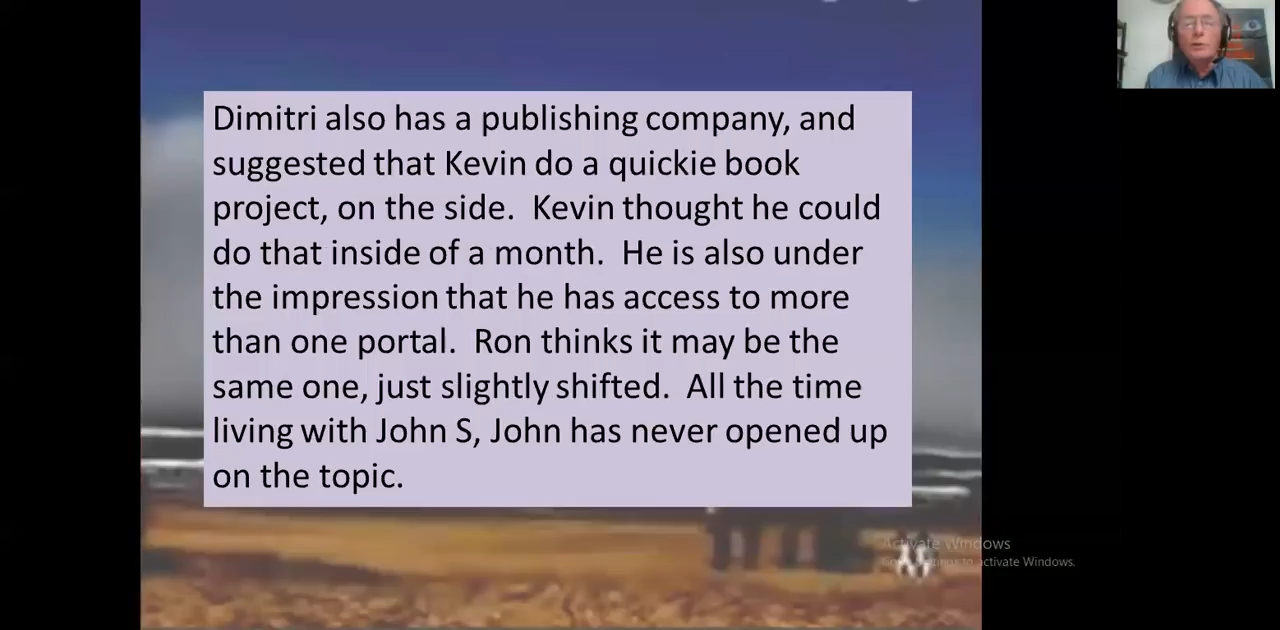 Dimitri also has a publishing company, and
suggested that Kevin do a quickie book
project, on the side.  Kevin thought he could
do that inside of a month.  He is also under
the impression that he has access to more
than one portal.  Ron thinks it may be the
same one, just slightly shifted.  All the time
living with John S, John has never opened up
on the topic.
Activate Windows
to activate Windows.